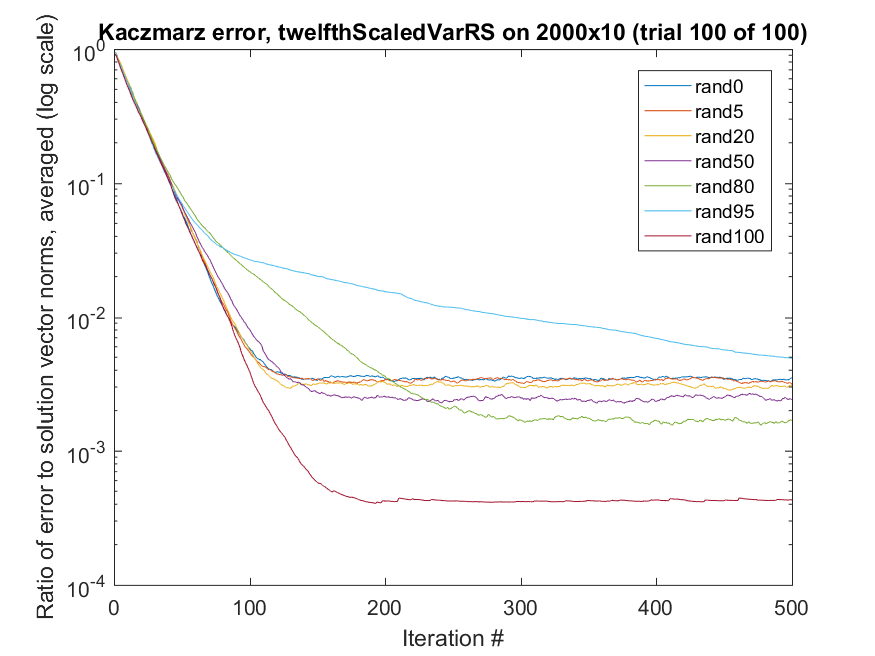 Kaczmarz error, twelfthScaledVarRS on 2000x10 (trial 100 of 100)
Ratio of error to solution vector norms, averaged (log scale)
10^0
10^-1
10^-2
10^-3
10^-4
rand0
rand5
rand20
rand50
rand80
rand95
rand100
0 100 200 300 400 500
Iteration #